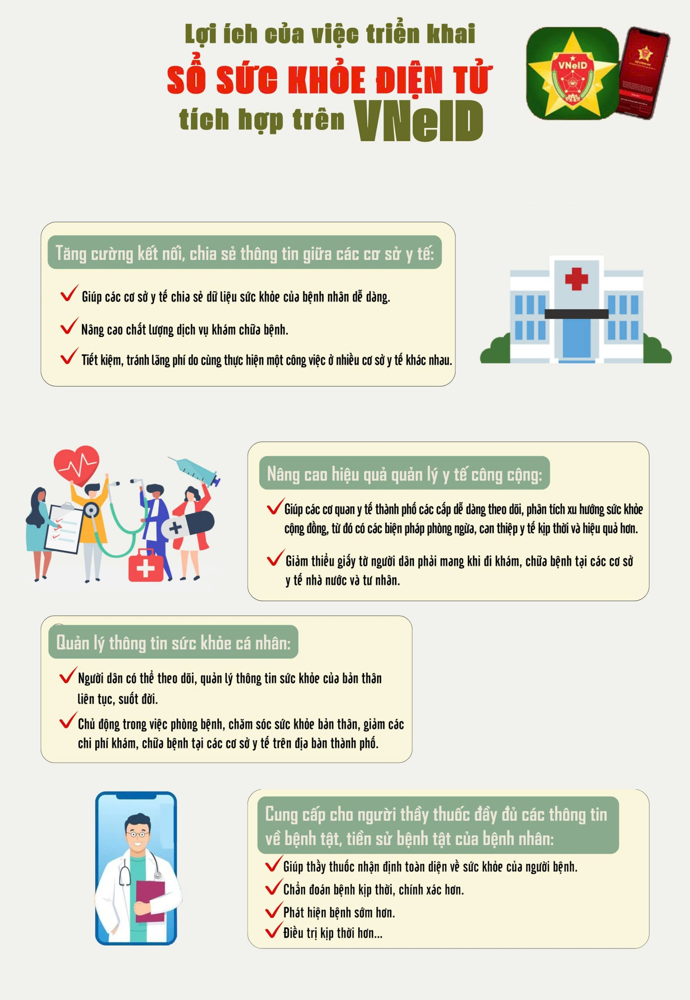 Lợi ích của việc triển khai
SỔ SỨC KHỎE ĐIỆN TỬ
tích hợp trên VNeID
VNeID
BỘ CÔNG AN
Tăng cường kết nối, chia sẻ thông tin giữa các cơ sở y tế:
Giúp các cơ sở y tế chia sẻ dữ liệu sức khỏe của bệnh nhân dễ dàng.
Nâng cao chất lượng dịch vụ khám chữa bệnh.
Tiết kiệm, tránh lãng phí do cùng thực hiện một công việc ở nhiều cơ sở y tế khác nhau.
Nâng cao hiệu quả quản lý y tế công cộng:
Giúp các cơ quan y tế thành phố các cấp dễ dàng theo dõi, phân tích xu hướng sức khỏe
cộng đồng, từ đó có các biện pháp phòng ngừa, can thiệp y tế kịp thời và hiệu quả hơn.
Giảm thiểu giấy tờ người dân phải mang khi đi khám, chữa bệnh tại các cơ sở
y tế nhà nước và tư nhân.
Quản lý thông tin sức khỏe cá nhân:
Người dân có thể theo dõi, quản lý thông tin sức khỏe của bản thân
liên tục, suốt đời.
Chủ động trong việc phòng bệnh, chăm sóc sức khỏe bản thân, giảm các
chi phí khám, chữa bệnh tại các cơ sở y tế trên địa bàn thành phố.
Cung cấp cho người thầy thuốc đầy đủ các thông tin
về bệnh tật, tiền sử bệnh tật của bệnh nhân:
Giúp thầy thuốc nhận định toàn diện về sức khỏe của người bệnh.
Chẩn đoán bệnh kịp thời, chính xác hơn.
Phát hiện bệnh sớm hơn.
Điều trị kịp thời hơn...